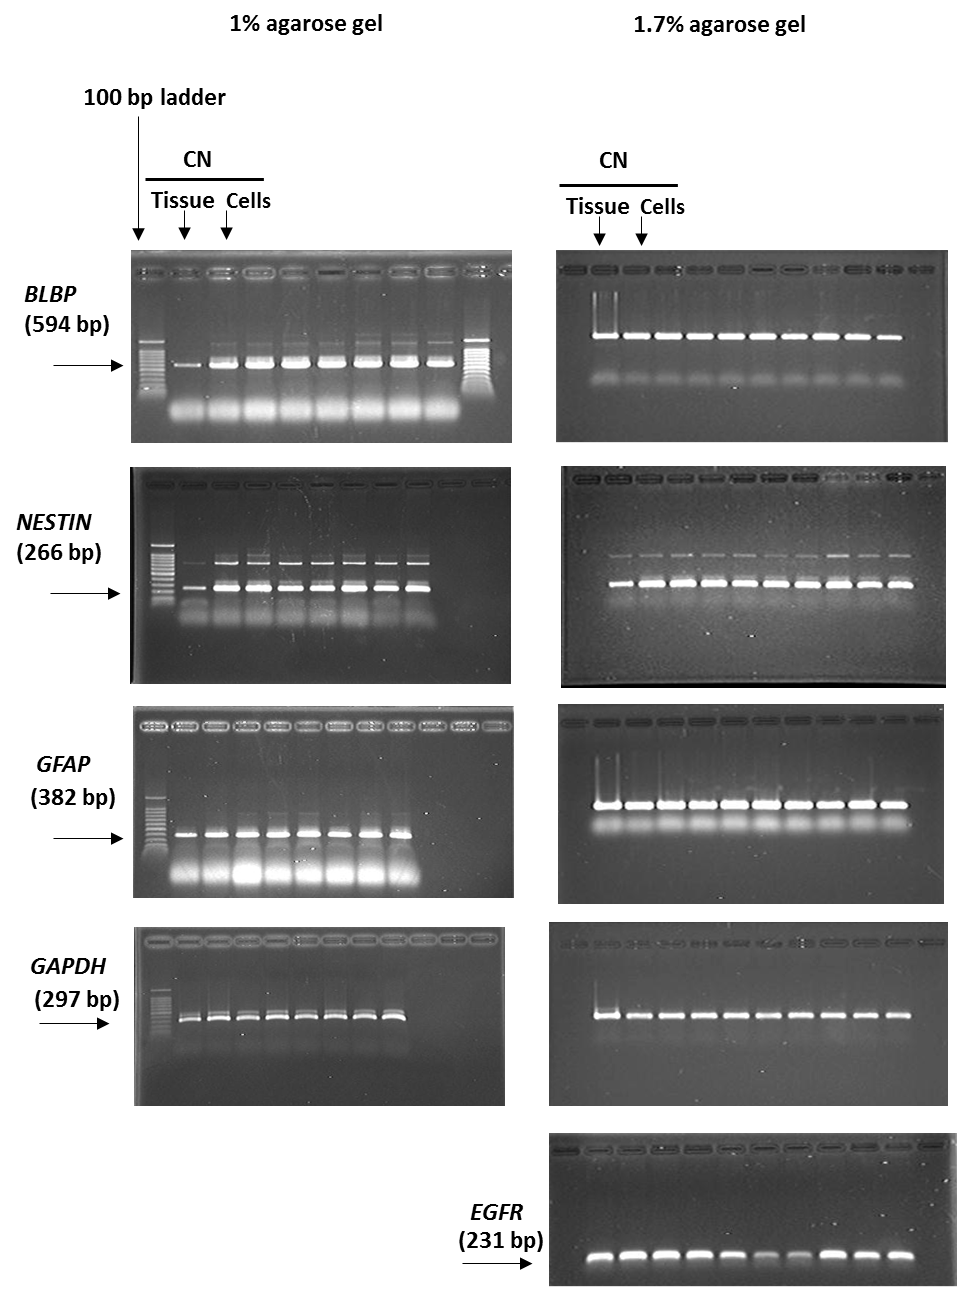 1% agarose gel
1.7% agarose gel
100 bp ladder
CN
Tissue Cells
CN
Tissue Cells
BLBP
(594 bp)
NESTIN
(266 bp)
GFAP
(382 bp)
GAPDH
(297 bp)
EGFR
(231 bp)